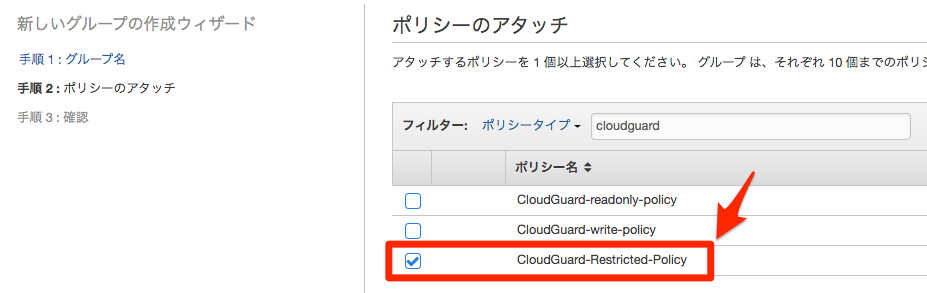 新しいグループの作成ウィザード
手順 1 : グループ名
手順 2 : ポリシーのアタッチ
手順 3 : 確認
ポリシーのアタッチ
アタッチするポリシーを 1 個以上選択してください。 グループ は、それぞれ 10 個までのポリシ
フィルター: ポリシータイプ cloudguard
ポリシー名
CloudGuard-readonly-policy
CloudGuard-write-policy
CloudGuard-Restricted-Policy